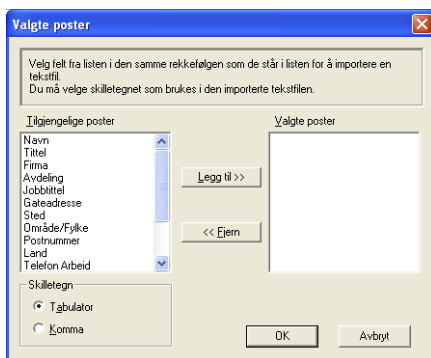 Valgte poster
Velg felt fra listen i den samme rekkefølgen som de står i listen for å importere en
tekstfil.
Du må velge skilletegnet som brukes i den importerte tekstfilen.
Tilgjengelige poster
Valgte poster
Navn
Tittel
Firma
Avdeling
Jobbtittel
Gateadresse
Sted
Område/Fylke
Postnummer
Land
Telefon Arbeid
Legg til >>
<< Fjern
Skilletegn
Tabulator
Komma
OK
Avbryt